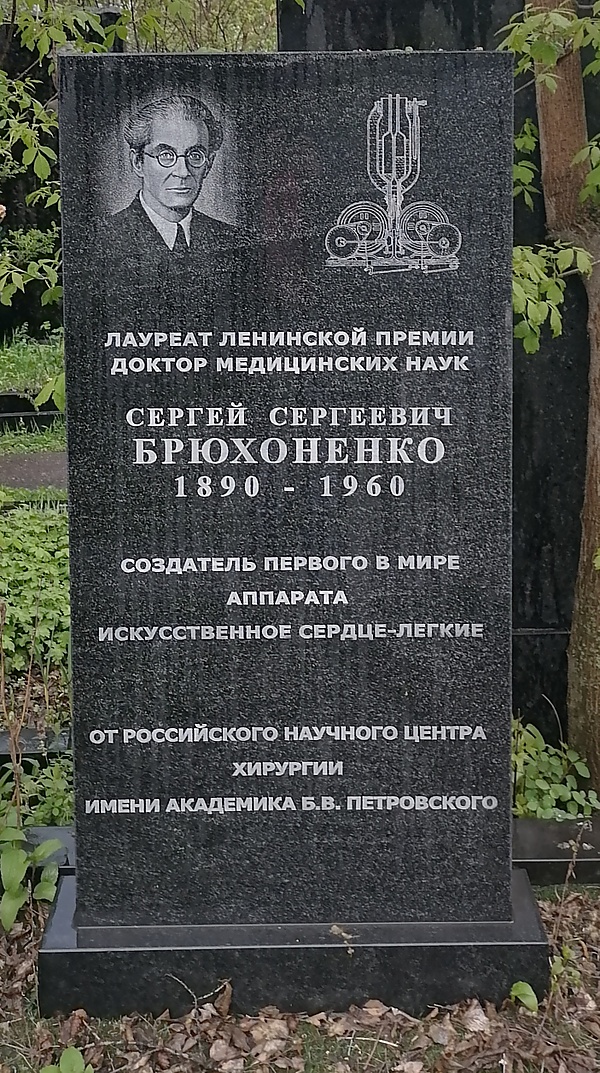 ЛАУРЕАТ ЛЕНИНСКОЙ ПРЕМИИ
ДОКТОР МЕДИЦИНСКИХ НАУК
СЕРГЕЙ СЕРГЕЕВИЧ
БРЮХОНЕНКО
1890 - 1960
СОЗДАТЕЛЬ ПЕРВОГО В МИРЕ
АППАРАТА
ИСКУССТВЕННОЕ СЕРДЦЕ-ЛЕГКИЕ
ОТ РОССИЙСКОГО НАУЧНОГО ЦЕНТРА
ХИРУРГИИ
ИМЕНИ АКАДЕМИКА Б.В. ПЕТРОВСКОГО